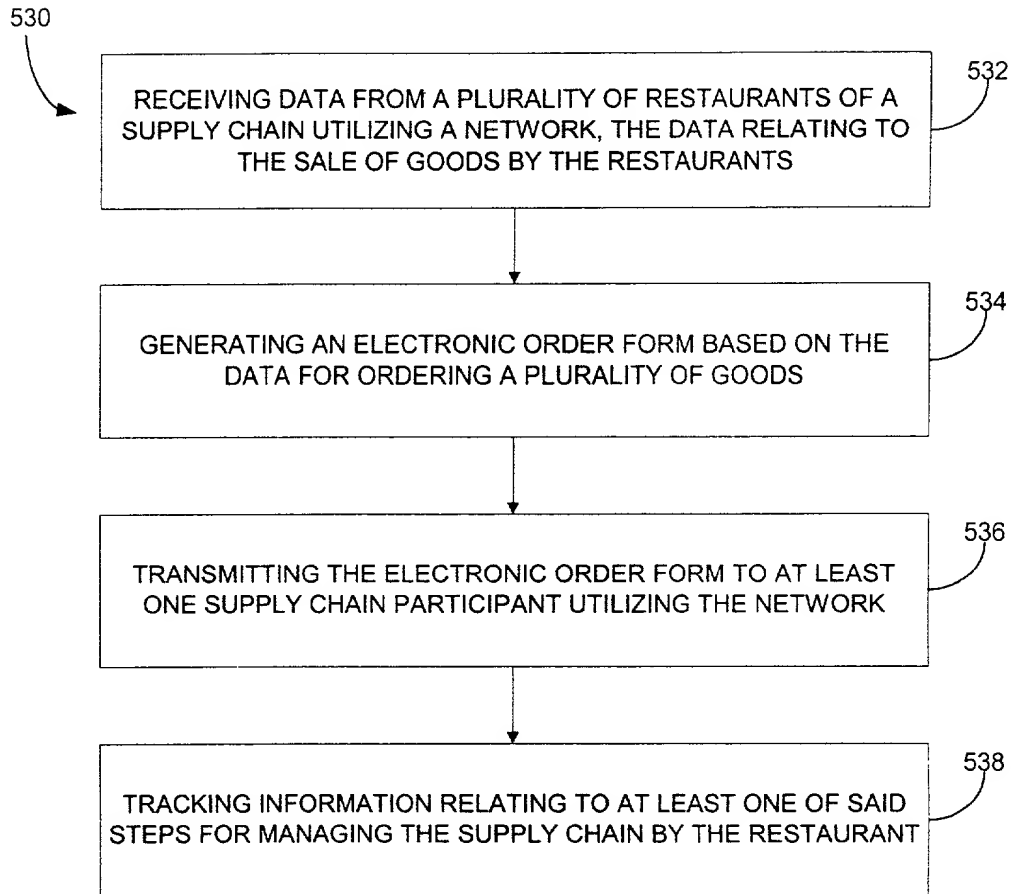 530
532
RECEIVING DATA FROM A PLURALITY OF RESTAURANTS OF A
SUPPLY CHAIN UTILIZING A NETWORK, THE DATA RELATING TO
THE SALE OF GOODS BY THE RESTAURANTS
534
GENERATING AN ELECTRONIC ORDER FORM BASED ON THE
DATA FOR ORDERING A PLURALITY OF GOODS
536
TRANSMITTING THE ELECTRONIC ORDER FORM TO AT LEAST
ONE SUPPLY CHAIN PARTICIPANT UTILIZING THE NETWORK
538
TRACKING INFORMATION RELATING TO AT LEAST ONE OF SAID
STEPS FOR MANAGING THE SUPPLY CHAIN BY THE RESTAURANT